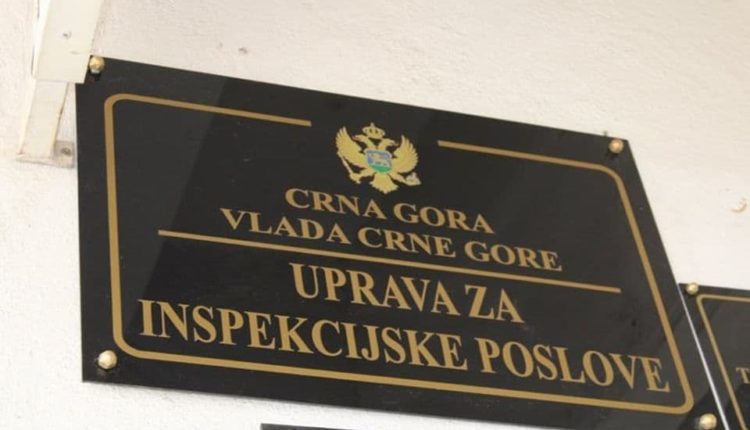 CRNA GORA
VLADA CRNE GORE
UPRAVA ZA
INSPEKCIJSKE POSLOVE